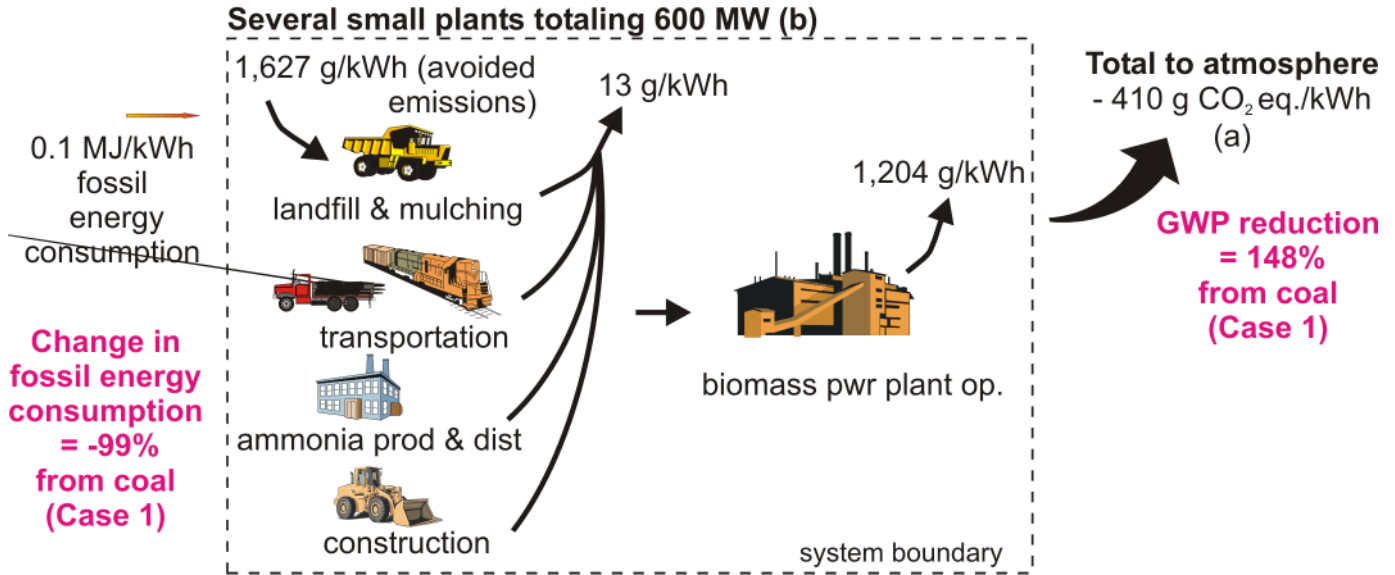 Several small plants totaling 600 MW (b)
1,627 g/kWh (avoided
emissions)
13 g/kWh
Total to atmosphere
- 410 g CO₂ eq./kWh
(a)
0.1 MJ/kWh
fossil
energy
consumption
1,204 g/kWh
landfill & mulching
GWP reduction
= 148%
from coal
(Case 1)
transportation
Change in
fossil energy
consumption
= -99%
from coal
(Case 1)
biomass pwr plant op.
ammonia prod & dist
construction
system boundary